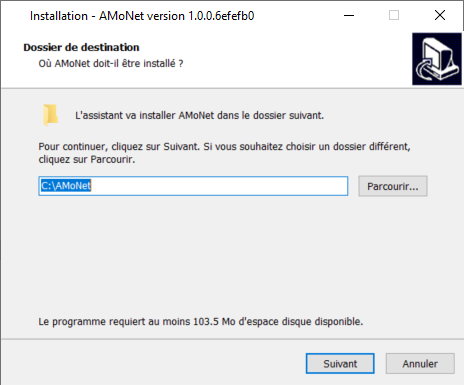 Installation - AMoNet version 1.0.0.6efefb0
Dossier de destination
Où AMoNet doit-il être installé ?
L'assistant va installer AMoNet dans le dossier suivant.
Pour continuer, cliquez sur Suivant. Si vous souhaitez choisir un dossier différent,
cliquez sur Parcourir.
C:\AMoNet
Parcourir...
Le programme requiert au moins 103.5 Mo d'espace disque disponible.
Suivant
Annuler